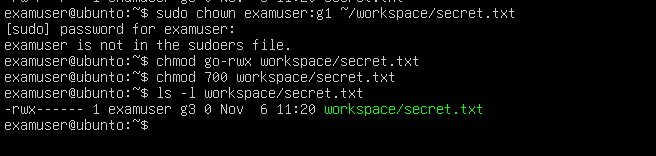 examuser@ubunto:~$ sudo chown examuser:g1 ~/workspace/secret.txt
[sudo] password for examuser:
examuser is not in the sudoers file.
examuser@ubunto:~$ chmod go-rwx workspace/secret.txt
examuser@ubunto:~$ chmod 700 workspace/secret.txt
examuser@ubunto:~$ ls -l workspace/secret.txt
-rwx------ 1 examuser g3 0 Nov  6 11:20 workspace/secret.txt
examuser@ubunto:~$